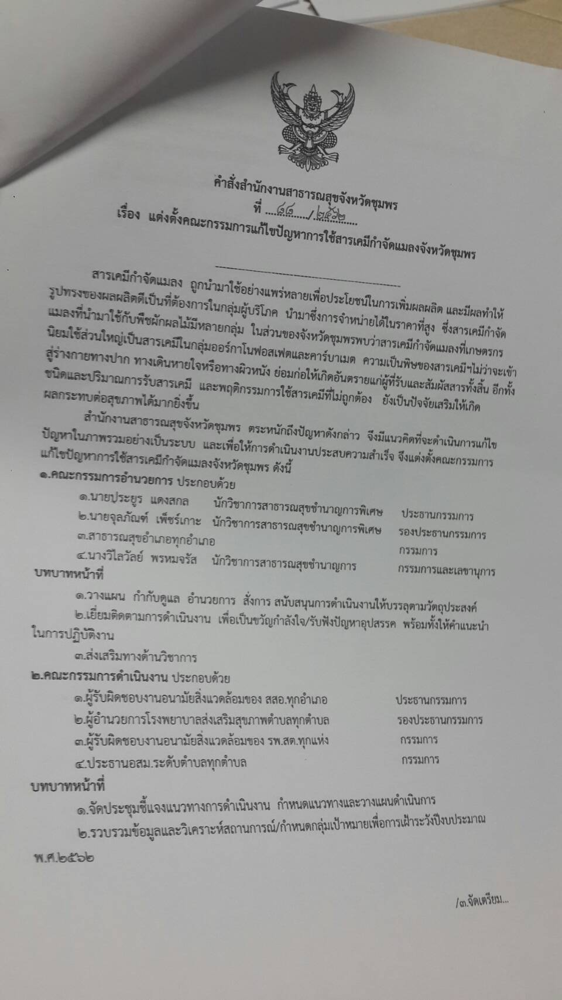 คำสั่งสำนักงานสาธารณสุขจังหวัดชุมพร
ที่ ....๘๘..../.๒๕๖๒...
เรื่อง แต่งตั้งคณะกรรมการแก้ไขปัญหาการใช้สารเคมีกำจัดแมลงจังหวัดชุมพร
สารเคมีกำจัดแมลง ถูกนำมาใช้อย่างแพร่หลายเพื่อประโยชน์ในการเพิ่มผลผลิต และมีผลทำให้
รูปทรงของผลผลิตดีเป็นที่ต้องการในกลุ่มผู้บริโภค นำมาซึ่งการจำหน่ายได้ในราคาที่สูง ซึ่งสารเคมีกำจัด
แมลงที่นำมาใช้กับพืชผักผลไม้มีหลายกลุ่ม ในส่วนของจังหวัดชุมพรพบว่าสารเคมีกำจัดแมลงที่เกษตรกร
นิยมใช้ส่วนใหญ่เป็นสารเคมีในกลุ่มออร์กาโนฟอสเฟตและคาร์บาเมต ความเป็นพิษของสารเคมีฯไม่ว่าจะเข้า
สู่ร่างกายทางปาก ทางเดินหายใจหรือทางผิวหนัง ย่อมก่อให้เกิดอันตรายแก่ผู้ที่รับและสัมผัสสารทั้งสิ้น อีกทั้ง
ชนิดและปริมาณการรับสารเคมี และพฤติกรรมการใช้สารเคมีที่ไม่ถูกต้อง ยังเป็นปัจจัยเสริมให้เกิด
ผลกระทบต่อสุขภาพได้มากยิ่งขึ้น
สำนักงานสาธารณสุขจังหวัดชุมพร ตระหนักถึงปัญหาดังกล่าว จึงมีแนวคิดที่จะดำเนินการแก้ไข
ปัญหาในภาพรวมอย่างเป็นระบบ และเพื่อให้การดำเนินงานประสบความสำเร็จ จึงแต่งตั้งคณะกรรมการ
แก้ไขปัญหาการใช้สารเคมีกำจัดแมลงจังหวัดชุมพร ดังนี้
๑.คณะกรรมการอำนวยการ ประกอบด้วย
๑.นายประยูร แดงสกล นักวิชาการสาธารณสุขชำนาญการพิเศษ ประธานกรรมการ
๒.นายจุลภัณฑ์ เพ็ชร์เกาะ นักวิชาการสาธารณสุขชำนาญการพิเศษ รองประธานกรรมการ
๓.สาธารณสุขอำเภอทุกอำเภอ กรรมการ
๔.นางวิไลวัลย์ พรหมจรัส นักวิชาการสาธารณสุขชำนาญการ กรรมการและเลขานุการ
บทบาทหน้าที่
๑.วางแผน กำกับดูแล อำนวยการ สั่งการ สนับสนุนการดำเนินงานให้บรรลุตามวัตถุประสงค์
๒.เยี่ยมติดตามการดำเนินงาน เพื่อเป็นขวัญกำลังใจ/รับฟังปัญหาอุปสรรค พร้อมทั้งให้คำแนะนำ
ในการปฏิบัติงาน
๓.ส่งเสริมทางด้านวิชาการ
๒.คณะกรรมการดำเนินงาน ประกอบด้วย
๑.ผู้รับผิดชอบงานอนามัยสิ่งแวดล้อมของ สสอ.ทุกอำเภอ ประธานกรรมการ
๒.ผู้อำนวยการโรงพยาบาลส่งเสริมสุขภาพตำบลทุกตำบล รองประธานกรรมการ
๓.ผู้รับผิดชอบงานอนามัยสิ่งแวดล้อมของ รพ.สต.ทุกแห่ง กรรมการ
๔.ประธานอสม.ระดับตำบลทุกตำบล กรรมการ
บทบาทหน้าที่
๑.จัดประชุมชี้แจงแนวทางการดำเนินงาน กำหนดแนวทางและวางแผนดำเนินการ
๒.รวบรวมข้อมูลและวิเคราะห์สถานการณ์/กำหนดกลุ่มเป้าหมายเพื่อการเฝ้าระวังปีงบประมาณ
พ.ศ.๒๕๖๒
/๓.จัดเตรียม...